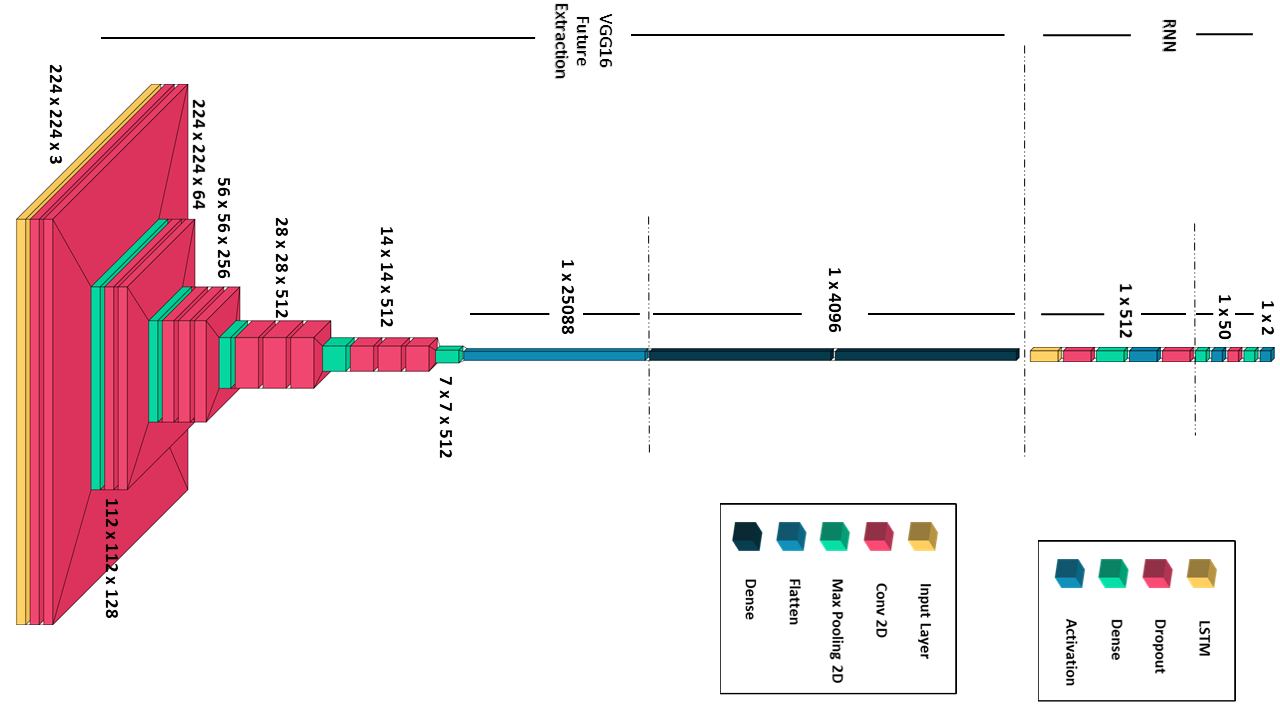 VGG16
Future
Extraction
RNN
224 x 224 x 3
224 x 224 x 64
112 x 112 x 128
56 x 56 x 256
28 x 28 x 512
14 x 14 x 512
7 x 7 x 512
1 x 25088
1 x 4096
1 x 512
1 x 50
1 x 2
Input Layer
Conv 2D
Max Pooling 2D
Flatten
Dense
LSTM
Dropout
Dense
Activation